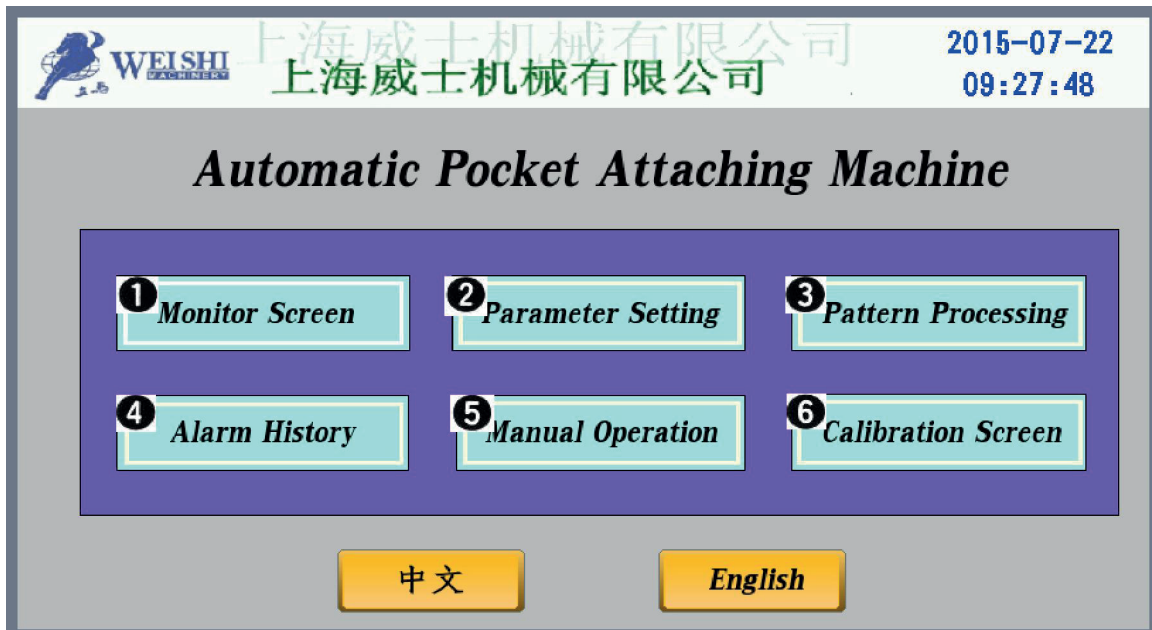 上海威士机械有限公司
WEISHI
MACHINERY
立马
上海威士机械有限公司
2015-07-22
09:27:48
Automatic Pocket Attaching Machine
1 Monitor Screen
2 Parameter Setting
3 Pattern Processing
4 Alarm History
5 Manual Operation
6 Calibration Screen
中文
English